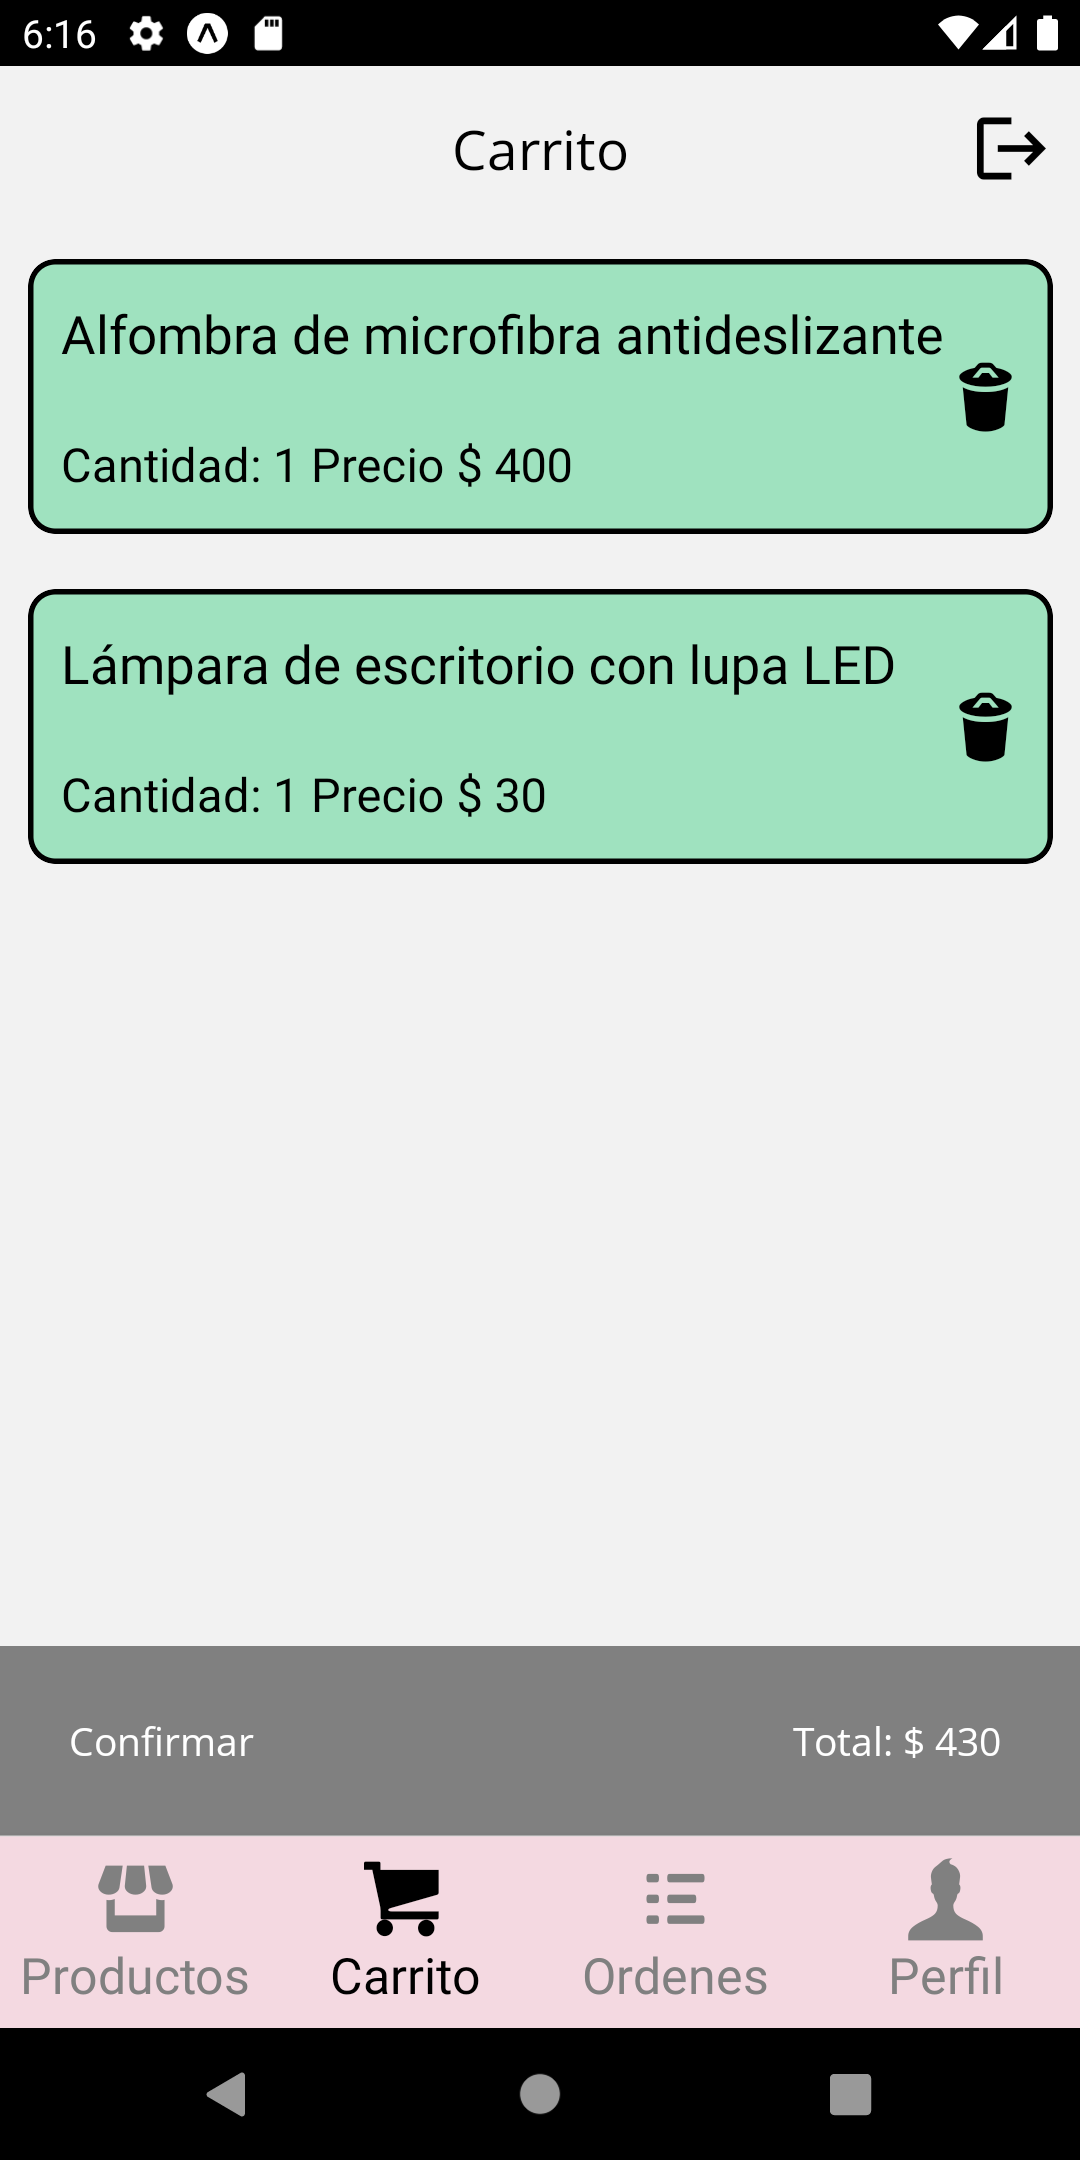 6:16
Carrito
Alfombra de microfibra antideslizante
Cantidad: 1 Precio $ 400
Lámpara de escritorio con lupa LED
Cantidad: 1 Precio $ 30
Confirmar Total: $ 430
Productos Carrito Ordenes Perfil